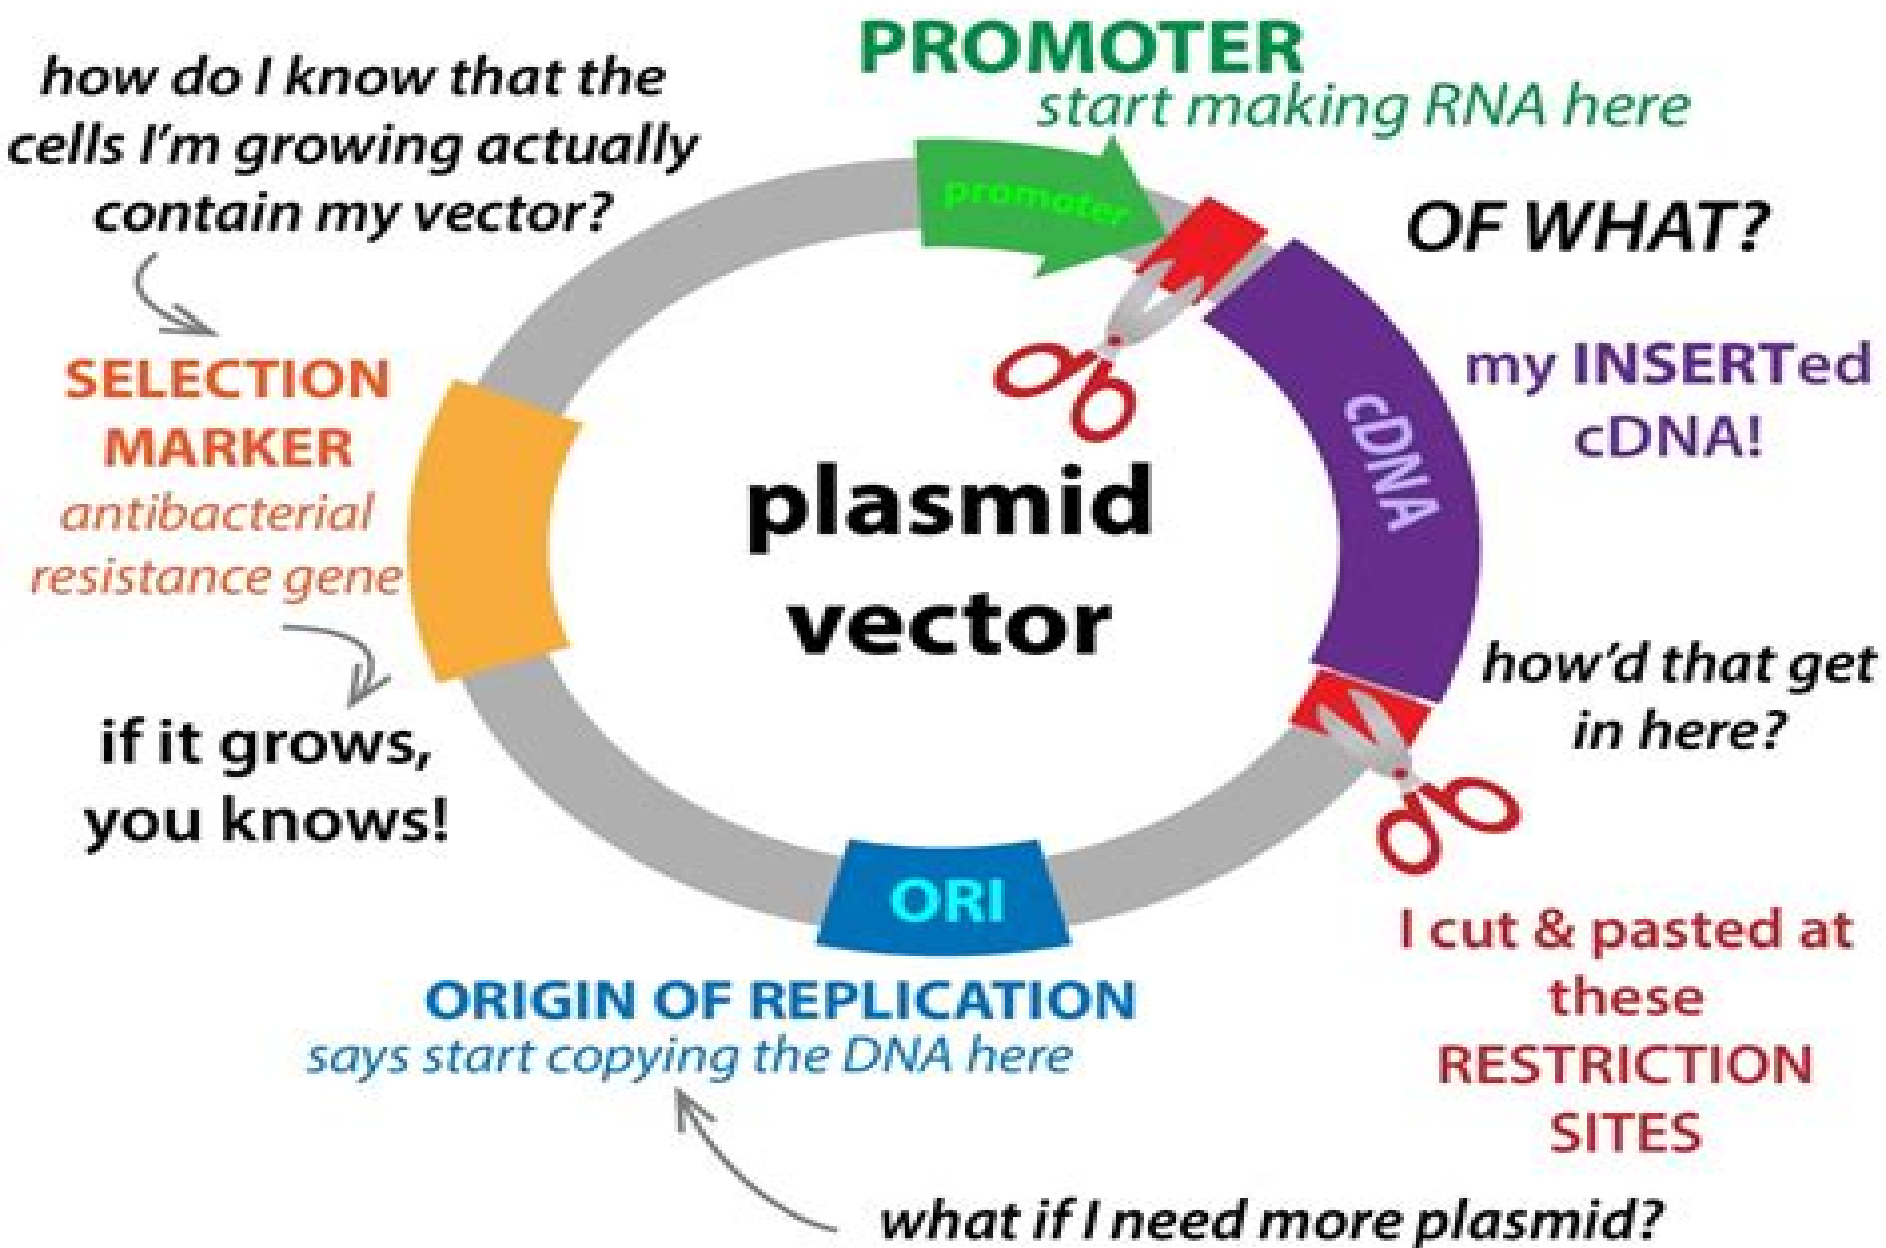 PROMOTER
start making RNA here
how do I know that the
cells I'm growing actually
contain my vector?
promoter
OF WHAT?
SELECTION
MARKER
antibacterial
resistance gene
my INSERTed
cDNA!
cDNA
plasmid
vector
how'd that get
in here?
if it grows,
you knows!
ORI
I cut & pasted at
these
RESTRICTION
SITES
ORIGIN OF REPLICATION
says start copying the DNA here
what if I need more plasmid?